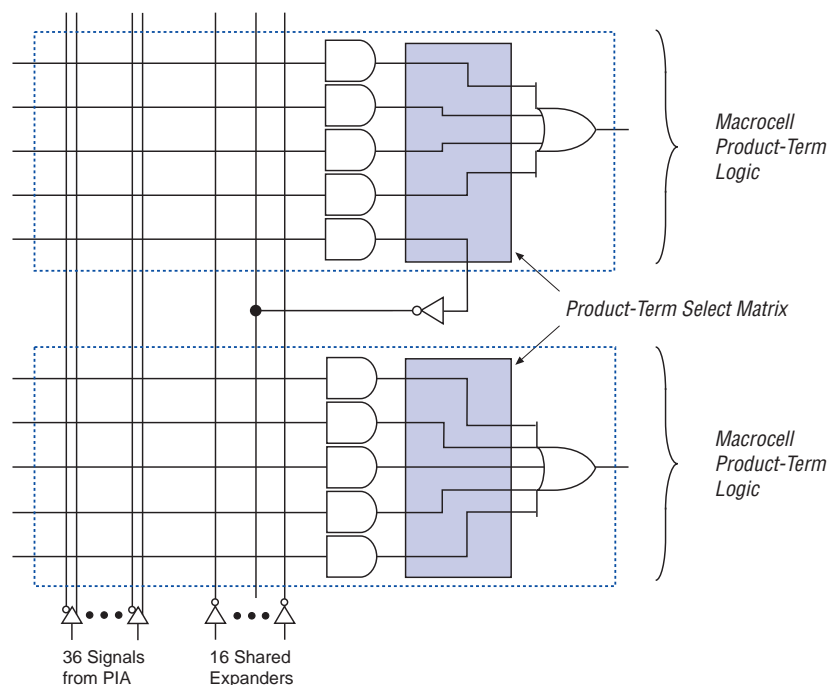 Macrocell
Product-Term
Logic
Product-Term Select Matrix
Macrocell
Product-Term
Logic
36 Signals
from PIA
16 Shared
Expanders